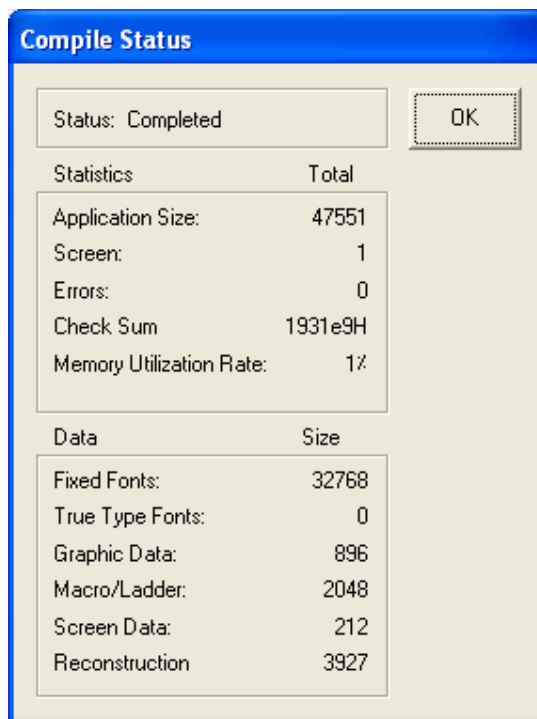 Compile Status
Status: Completed
OK
Statistics Total
Application Size: 47551
Screen: 1
Errors: 0
Check Sum 1931e9H
Memory Utilization Rate: 1%
Data Size
Fixed Fonts: 32768
True Type Fonts: 0
Graphic Data: 896
Macro/Ladder: 2048
Screen Data: 212
Reconstruction 3927